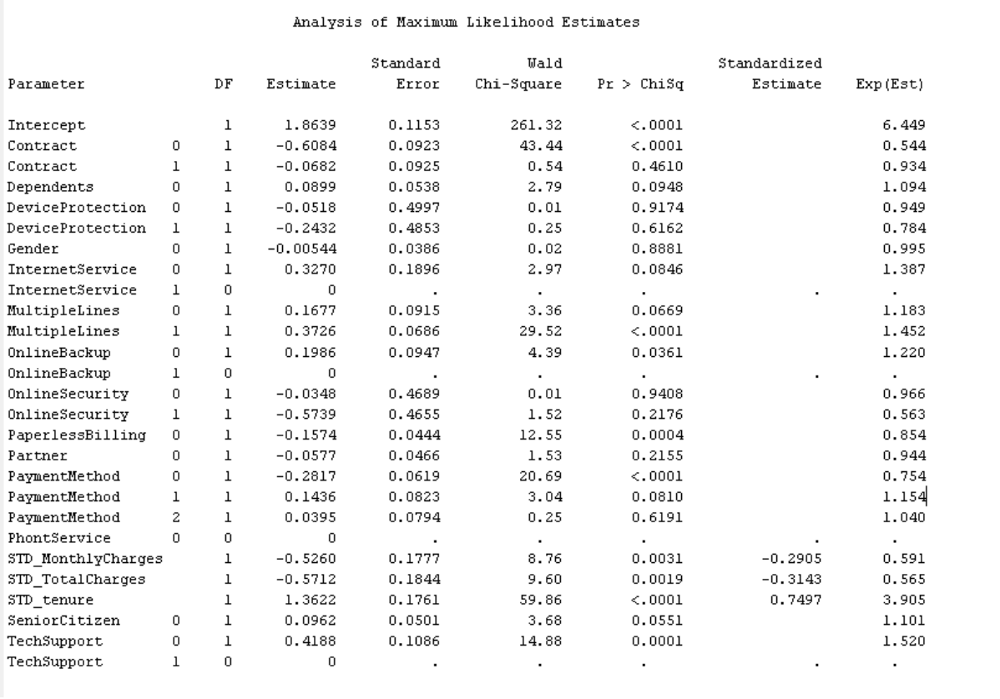 Analysis of Maximum Likelihood Estimates
Standard Wald Standardized
Parameter DF Estimate Error Chi-Square Pr > ChiSq Estimate Exp(Est)
Intercept 1 1.8639 0.1153 261.32 <.0001 6.449
Contract 0 1 -0.6084 0.0923 43.44 <.0001 0.544
Contract 1 1 -0.0682 0.0925 0.54 0.4610 0.934
Dependents 0 1 0.0899 0.0538 2.79 0.0948 1.094
DeviceProtection 0 1 -0.0518 0.4997 0.01 0.9174 0.949
DeviceProtection 1 1 -0.2432 0.4853 0.25 0.6162 0.784
Gender 0 1 -0.00544 0.0386 0.02 0.8881 0.995
InternetService 0 1 0.3270 0.1896 2.97 0.0846 1.387
InternetService 1 0 0 . . . . .
MultipleLines 0 1 0.1677 0.0915 3.36 0.0669 1.183
MultipleLines 1 1 0.3726 0.0686 29.52 <.0001 1.452
OnlineBackup 0 1 0.1986 0.0947 4.39 0.0361 1.220
OnlineBackup 1 0 0 . . . . .
OnlineSecurity 0 1 -0.0348 0.4689 0.01 0.9408 0.966
OnlineSecurity 1 1 -0.5739 0.4655 1.52 0.2176 0.563
PaperlessBilling 0 1 -0.1574 0.0444 12.55 0.0004 0.854
Partner 0 1 -0.0577 0.0466 1.53 0.2155 0.944
PaymentMethod 0 1 -0.2817 0.0619 20.69 <.0001 0.754
PaymentMethod 1 1 0.1436 0.0823 3.04 0.0810 1.154
PaymentMethod 2 1 0.0395 0.0794 0.25 0.6191 1.040
PhontService 0 0 0 . . . . .
STD_MonthlyCharges 1 -0.5260 0.1777 8.76 0.0031 -0.2905 0.591
STD_TotalCharges 1 -0.5712 0.1844 9.60 0.0019 -0.3143 0.565
STD_tenure 1 1.3622 0.1761 59.86 <.0001 0.7497 3.905
SeniorCitizen 0 1 0.0962 0.0501 3.68 0.0551 1.101
TechSupport 0 1 0.4188 0.1086 14.88 0.0001 1.520
TechSupport 1 0 0 . . . . .